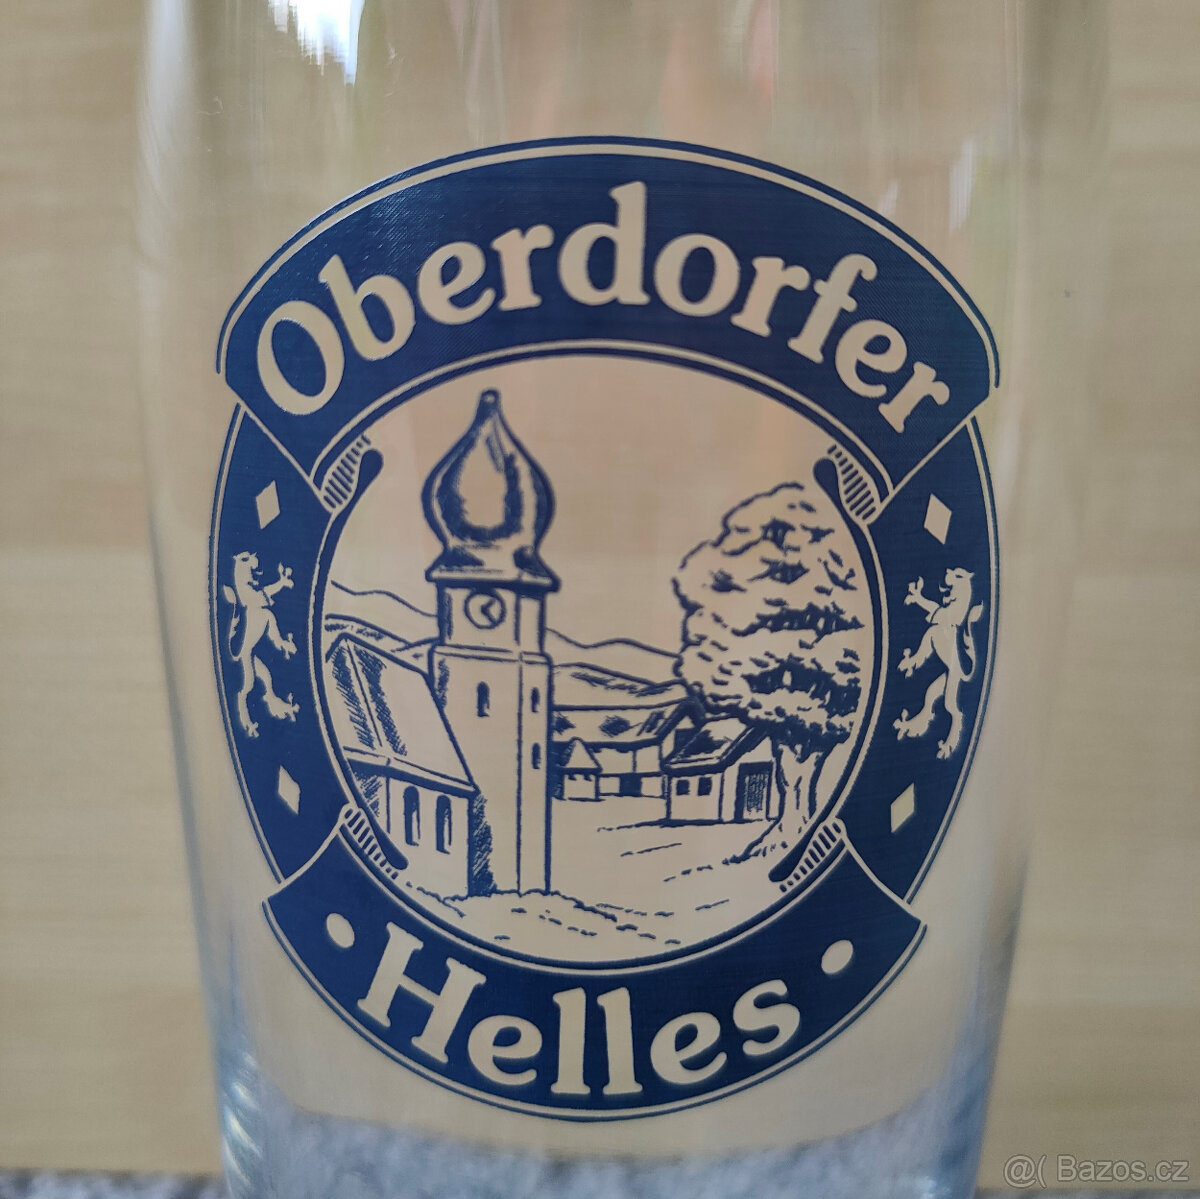 Oberdorfer
• Helles •
@( Bazos.cz